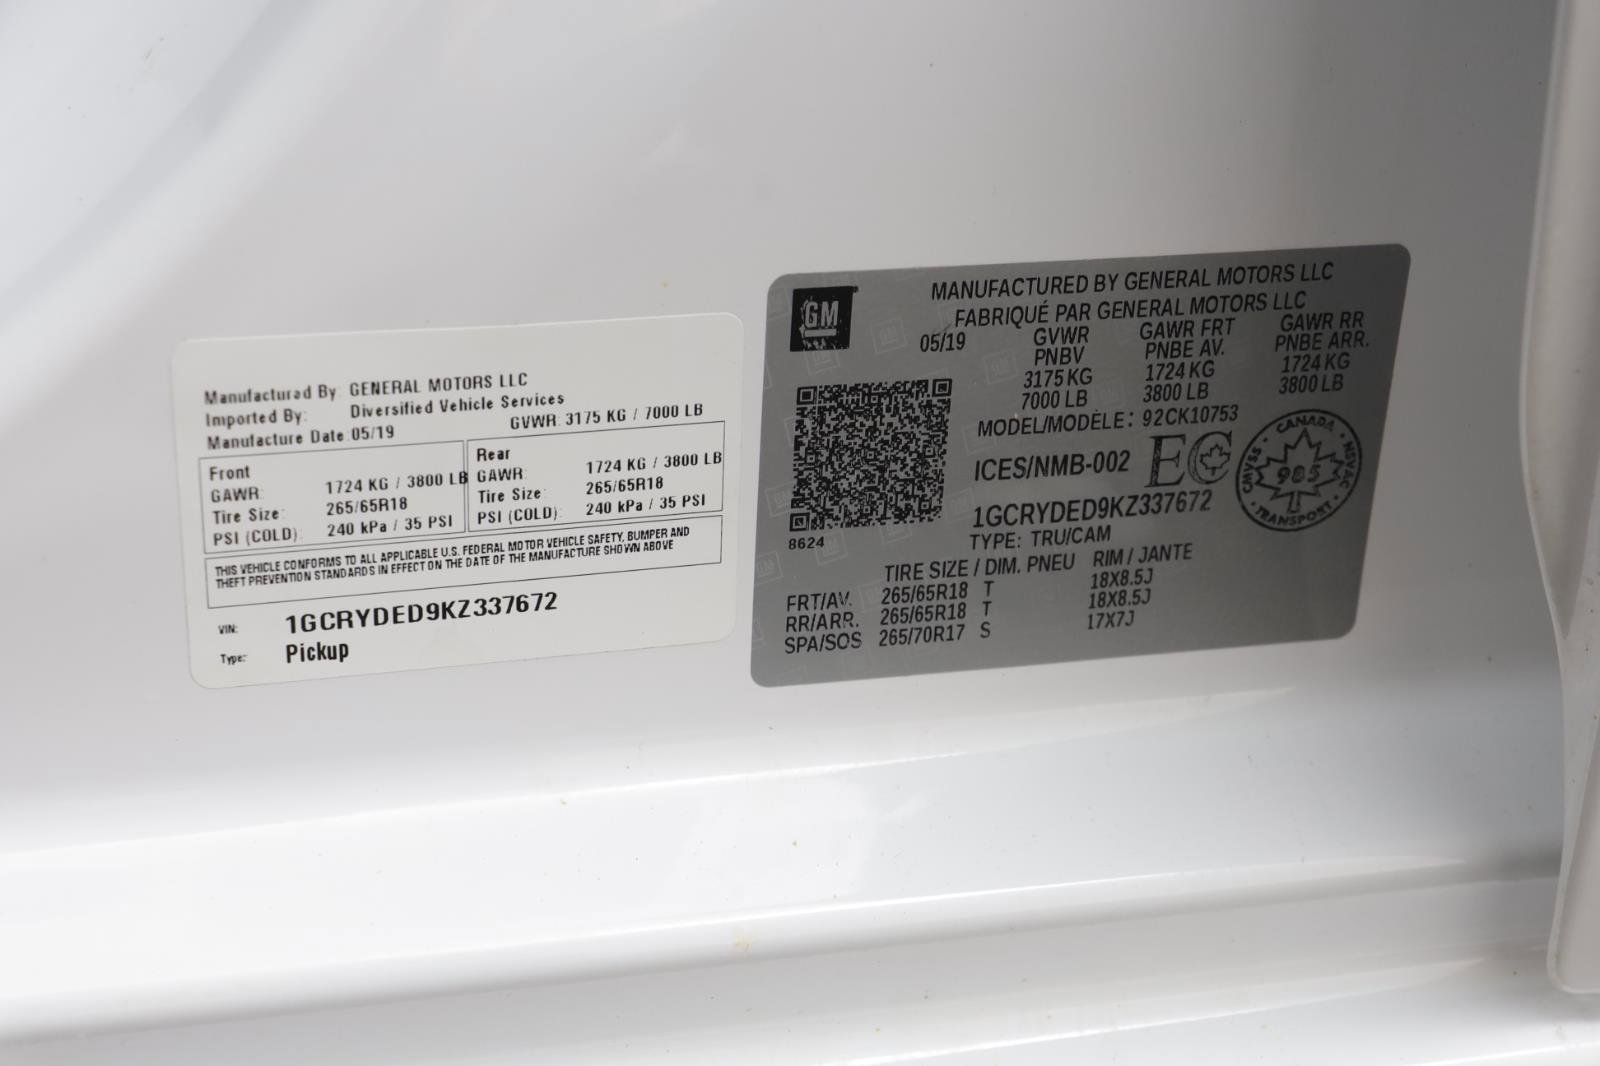 Manufactured By: GENERAL MOTORS LLC
Imported By: Diversified Vehicle Services
Manufacture Date: 05/19 GVWR: 3175 KG / 7000 LB
Front
GAWR: 1724 KG / 3800 LB
Tire Size: 265/65R18
PSI (COLD): 240 kPa / 35 PSI
Rear
GAWR: 1724 KG / 3800 LB
Tire Size: 265/65R18
PSI (COLD): 240 kPa / 35 PSI
THIS VEHICLE CONFORMS TO ALL APPLICABLE U.S. FEDERAL MOTOR VEHICLE SAFETY, BUMPER AND
THEFT PREVENTION STANDARDS IN EFFECT ON THE DATE OF THE MANUFACTURE SHOWN ABOVE
VIN: 1GCRYDED9KZ337672
Type: Pickup
GM
MANUFACTURED BY GENERAL MOTORS LLC
FABRIQUÉ PAR GENERAL MOTORS LLC
05/19 GVWR GAWR FRT GAWR RR
PNBV PNBE AV. PNBE ARR.
3175 KG 1724 KG 1724 KG
7000 LB 3800 LB 3800 LB
MODEL/MODÈLE: 92CK10753
ICES/NMB-002 EC
CANADA
CMVSS 905 NSVAC
TRANSPORT
1GCRYDED9KZ337672
8624
TYPE: TRU/CAM
TIRE SIZE / DIM. PNEU RIM / JANTE
FRT/AV. 265/65R18 T 18X8.5J
RR/ARR. 265/65R18 T 18X8.5J
SPA/SOS 265/70R17 S 17X7J